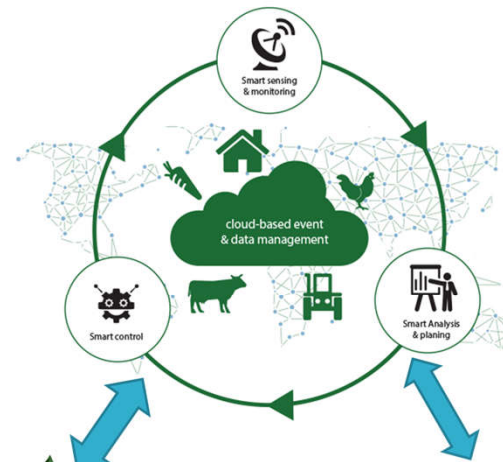 Smart sensing
& monitoring
cloud-based event
& data management
Smart control
Smart Analysis
& planing